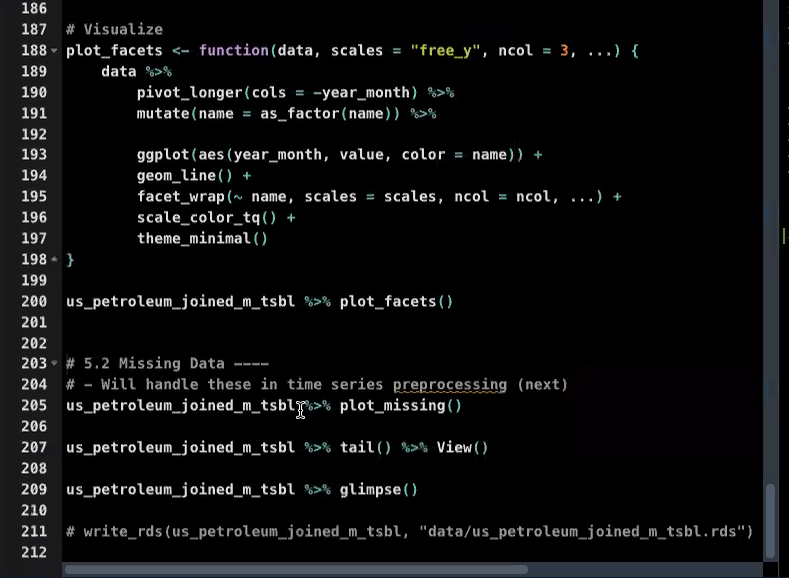 186
187 # Visualize
188 plot_facets <- function(data, scales = "free_y", ncol = 3, ...) {
189     data %>%
190         pivot_longer(cols = -year_month) %>%
191         mutate(name = as_factor(name)) %>%
192
193         ggplot(aes(year_month, value, color = name)) +
194         geom_line() +
195         facet_wrap(~ name, scales = scales, ncol = ncol, ...) +
196         scale_color_tq() +
197         theme_minimal()
198 }
199
200 us_petroleum_joined_m_tsbl %>% plot_facets()
201
202
203 # 5.2 Missing Data ----
204 # - Will handle these in time series preprocessing (next)
205 us_petroleum_joined_m_tsbl %>% plot_missing()
206
207 us_petroleum_joined_m_tsbl %>% tail() %>% View()
208
209 us_petroleum_joined_m_tsbl %>% glimpse()
210
211 # write_rds(us_petroleum_joined_m_tsbl, "data/us_petroleum_joined_m_tsbl.rds")
212